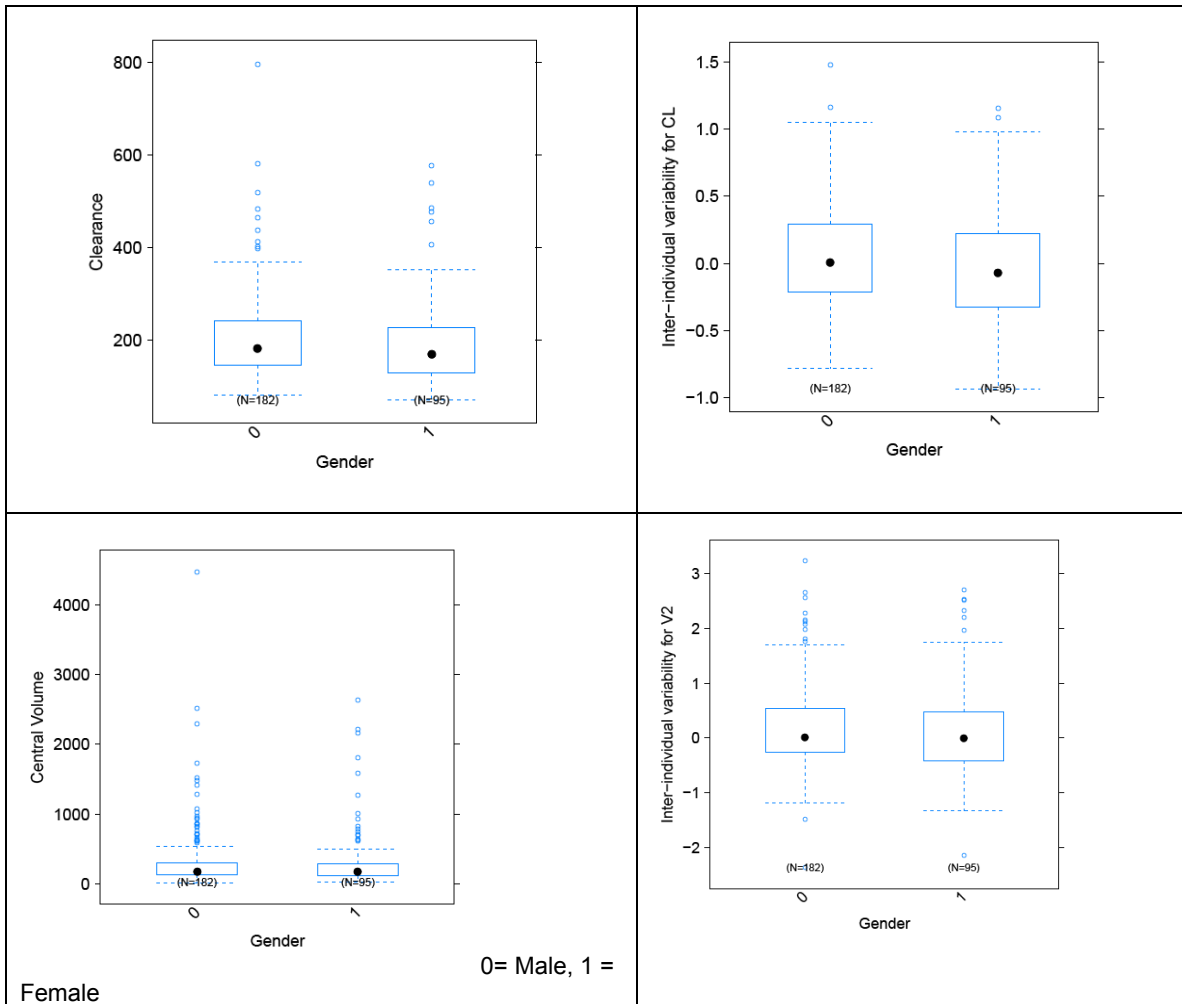 800
600
400
200
Clearance
(N=182)
(N=95)
0
1
Gender
1.5
1.0
0.5
0.0
−0.5
−1.0
Inter−individual variability for CL
(N=182)
(N=95)
0
1
Gender
4000
3000
2000
1000
0
Central Volume
(N=182)
(N=95)
0
1
Gender
0= Male, 1 =
Female
3
2
1
0
−1
−2
Inter−individual variability for V2
(N=182)
(N=95)
0
1
Gender